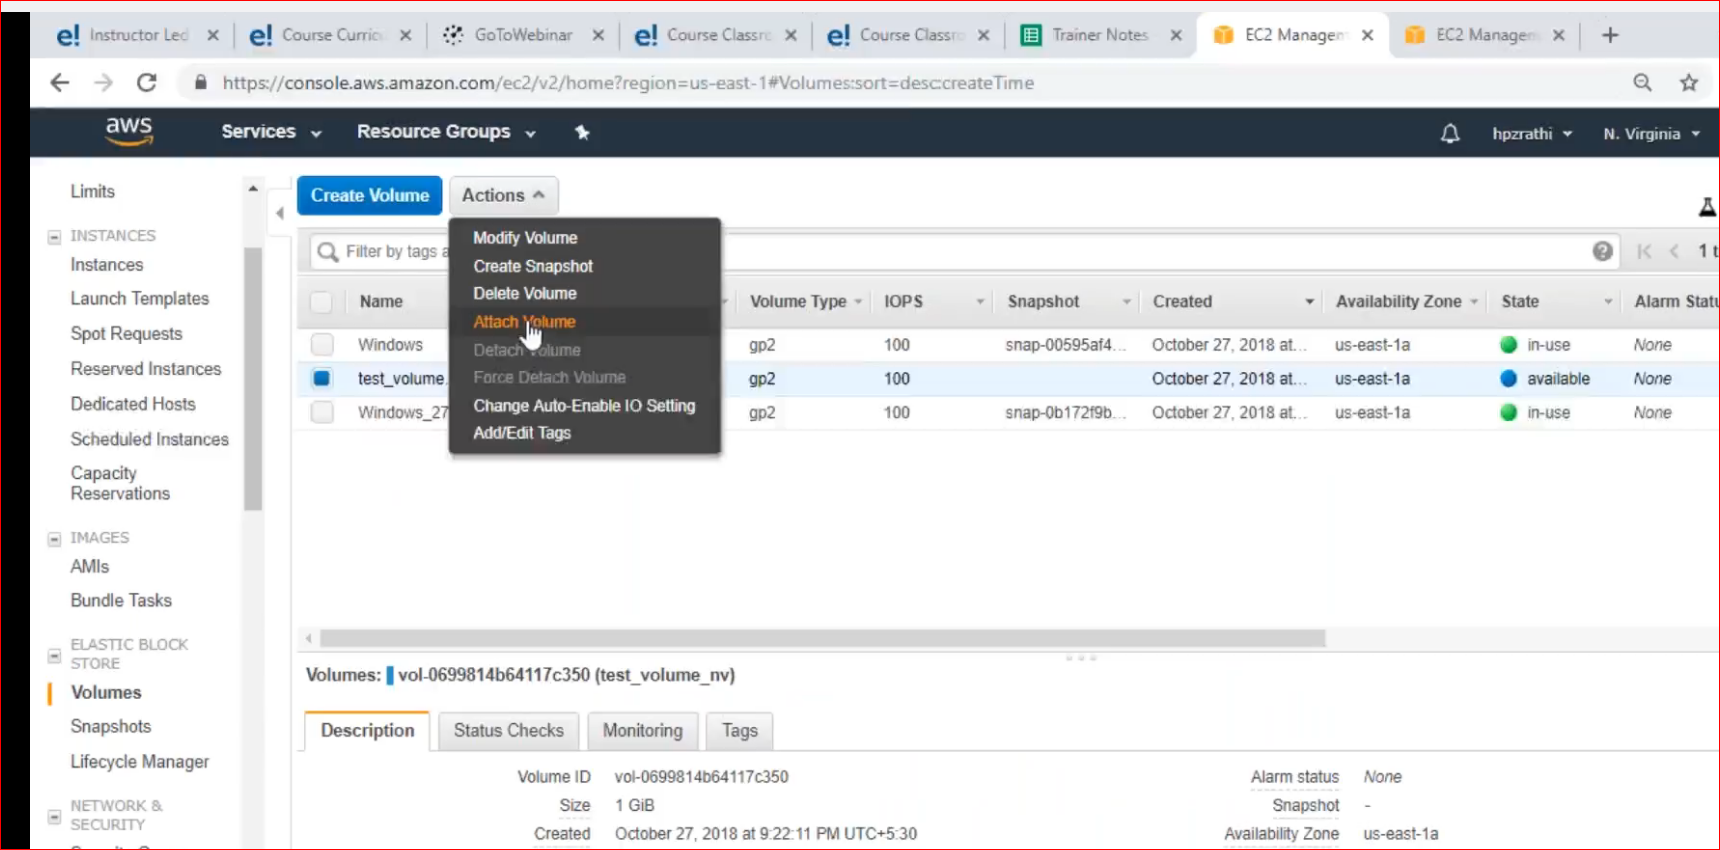 e! Instructor Led
e! Course Curric
GoToWebinar
e! Course Classr
e! Course Classr
Trainer Notes
EC2 Managem
EC2 Manage
https://console.aws.amazon.com/ec2/v2/home?region=us-east-1#Volumes:sort=desc:createTime
aws Services Resource Groups hpzrathi N. Virginia
Limits
INSTANCES
Instances
Launch Templates
Spot Requests
Reserved Instances
Dedicated Hosts
Scheduled Instances
Capacity
Reservations
IMAGES
AMIs
Bundle Tasks
ELASTIC BLOCK
STORE
Volumes
Snapshots
Lifecycle Manager
NETWORK &
SECURITY
Create Volume Actions
Modify Volume
Create Snapshot
Delete Volume
Attach Volume
Detach Volume
Force Detach Volume
Change Auto-Enable IO Setting
Add/Edit Tags
Filter by tags a
1 t
Name Volume Type IOPS Snapshot Created Availability Zone State Alarm Statu
Windows gp2 100 snap-00595af4... October 27, 2018 at... us-east-1a in-use None
test_volume. gp2 100 October 27, 2018 at... us-east-1a available None
Windows_27 gp2 100 snap-0b172f9b... October 27, 2018 at... us-east-1a in-use None
Volumes: vol-0699814b64117c350 (test_volume_nv)
Description Status Checks Monitoring Tags
Volume ID vol-0699814b64117c350 Alarm status None
Size 1 GiB Snapshot -
Created October 27, 2018 at 9:22:11 PM UTC+5:30 Availability Zone us-east-1a